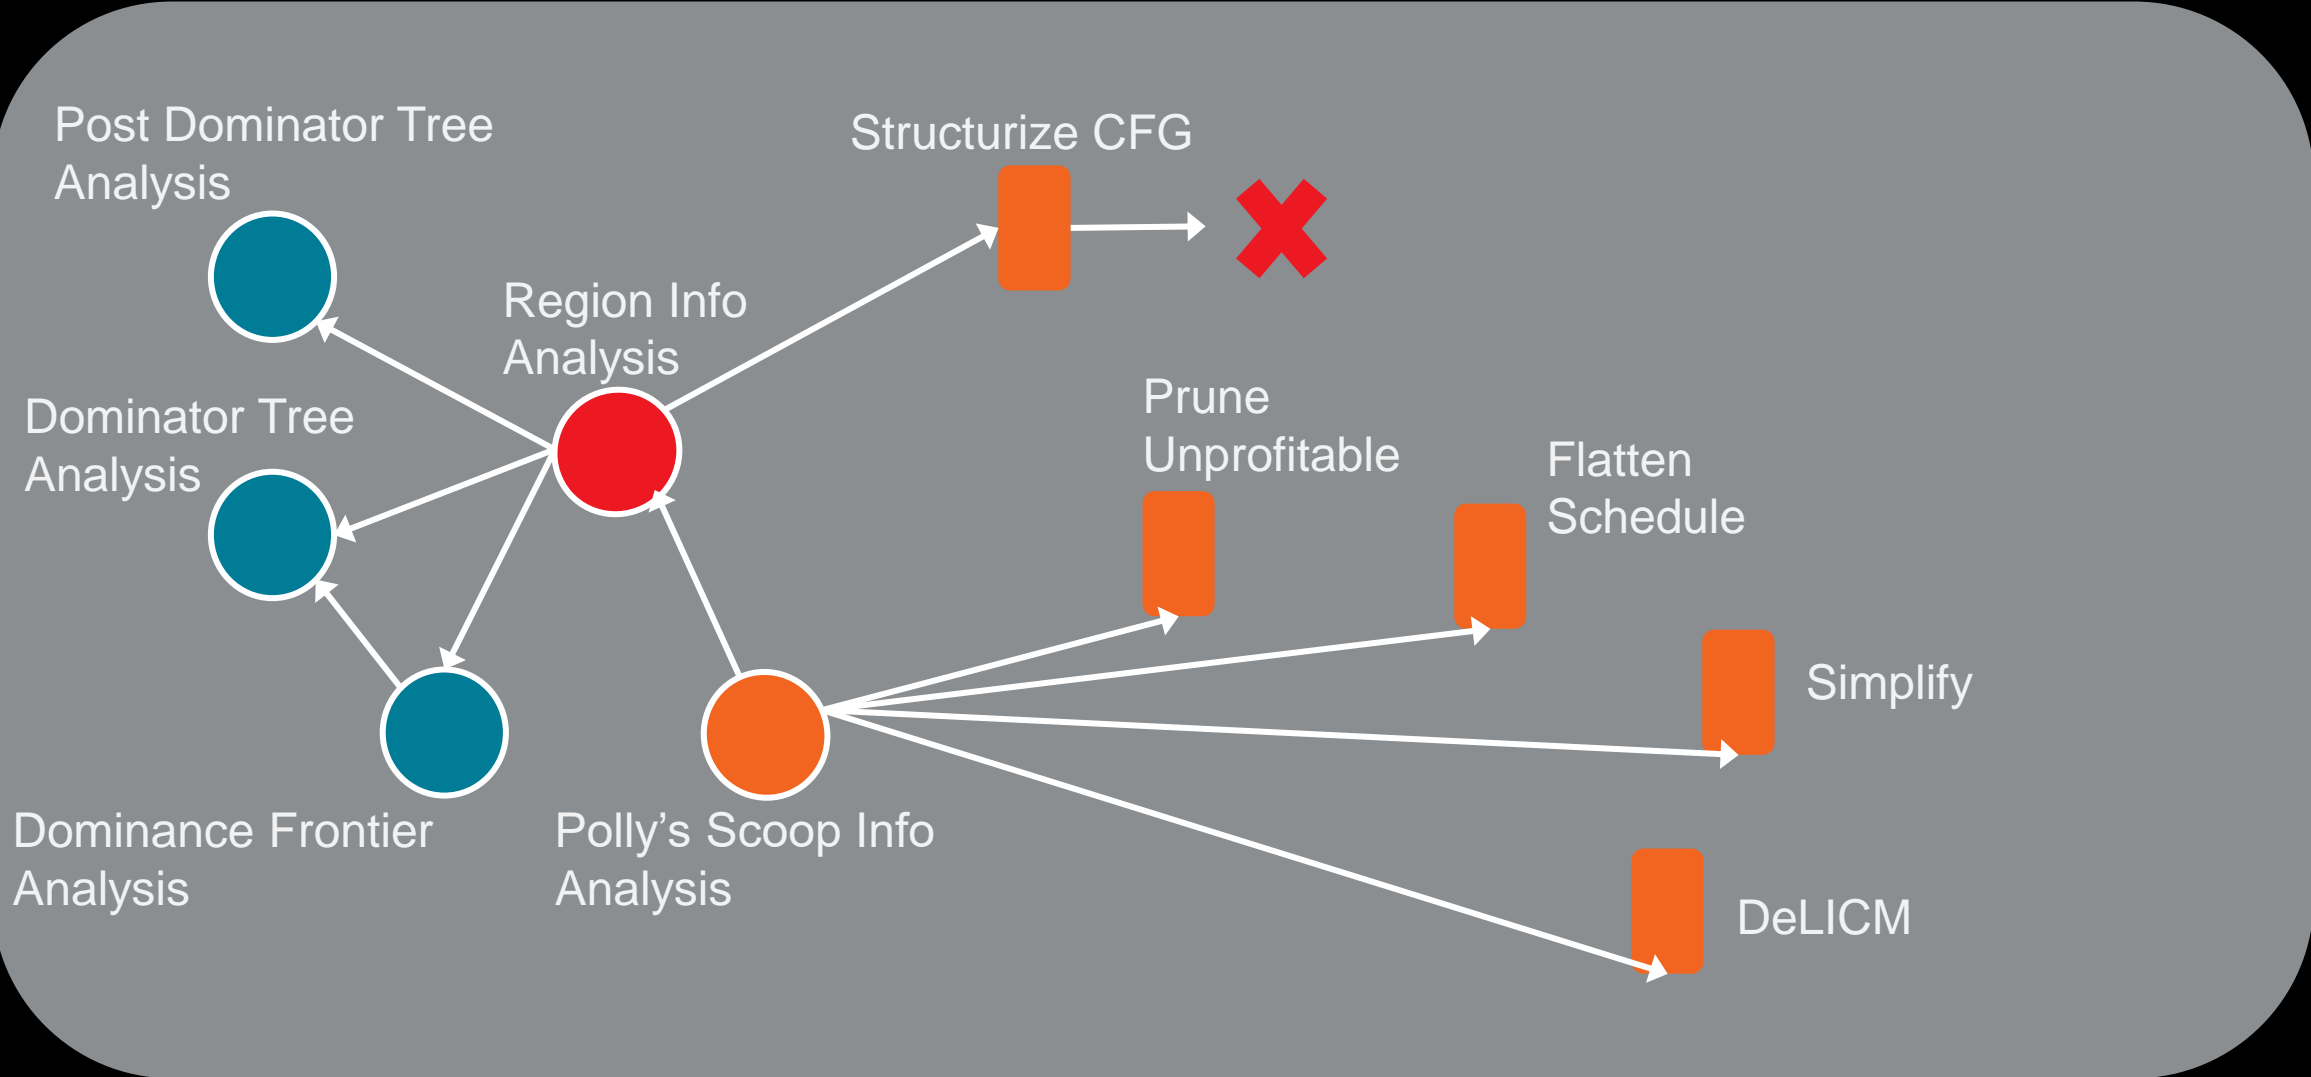 Post Dominator Tree
Analysis
Structurize CFG
Region Info
Analysis
Dominator Tree
Analysis
Prune
Unprofitable
Flatten
Schedule
Simplify
Dominance Frontier
Analysis
Polly’s Scoop Info
Analysis
DeLICM